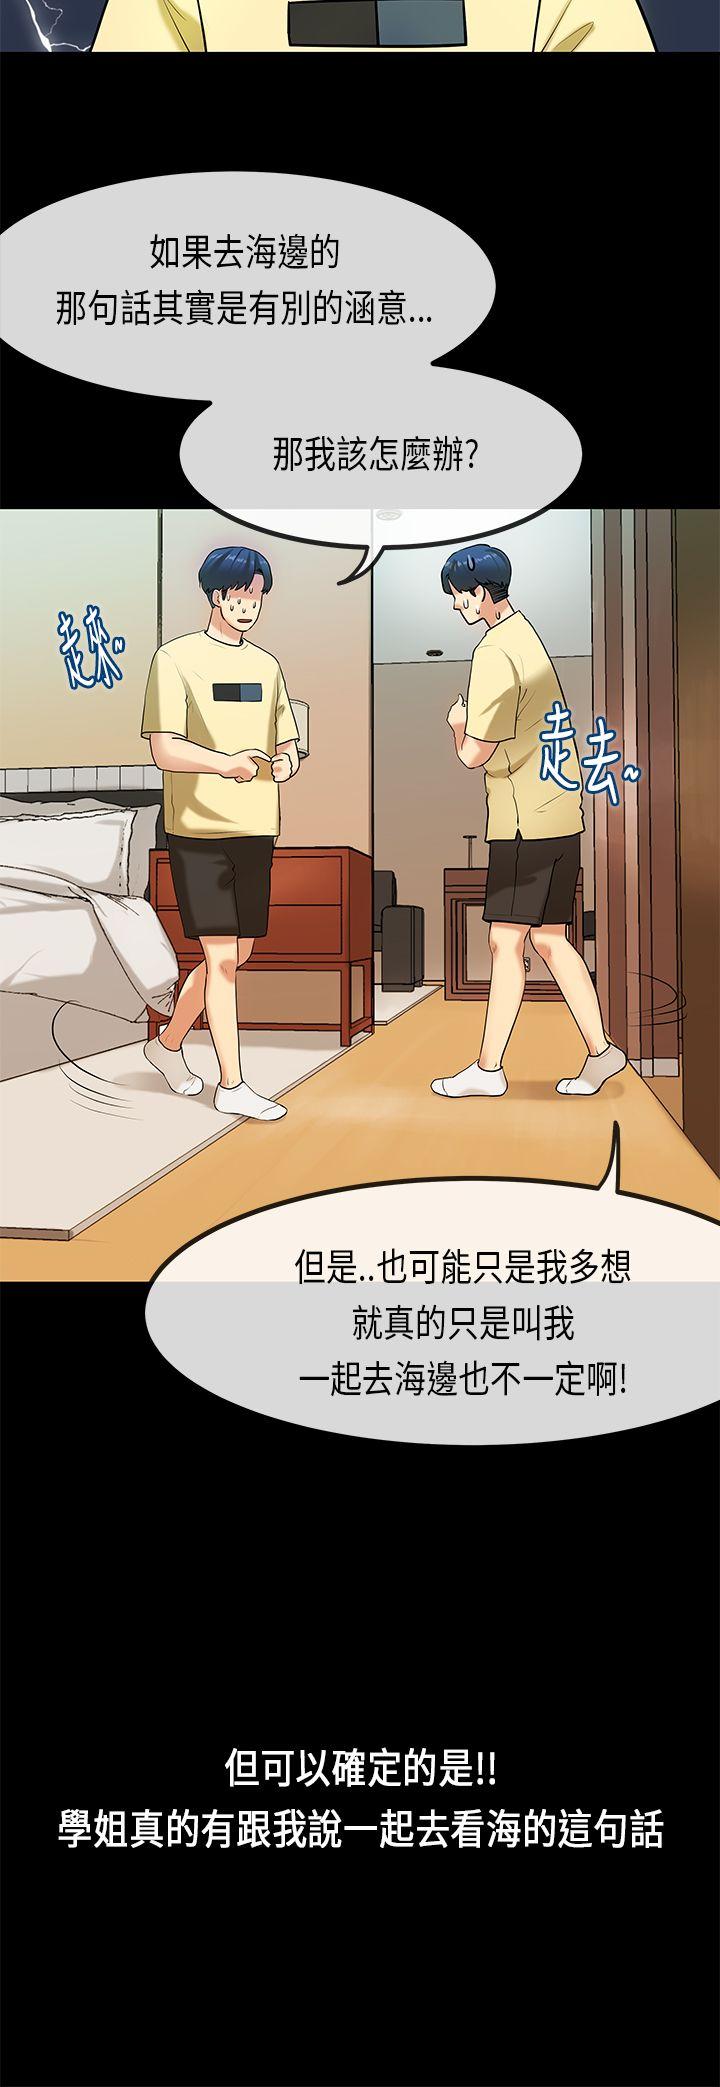 如果去海邊的
那句話其實是有別的涵意...
那我該怎麼辦?
走來~
走去~
但是..也可能只是我多想
就真的只是叫我
一起去海邊也不一定啊!
但可以確定的是!!
學姐真的有跟我說一起去看海的這句話